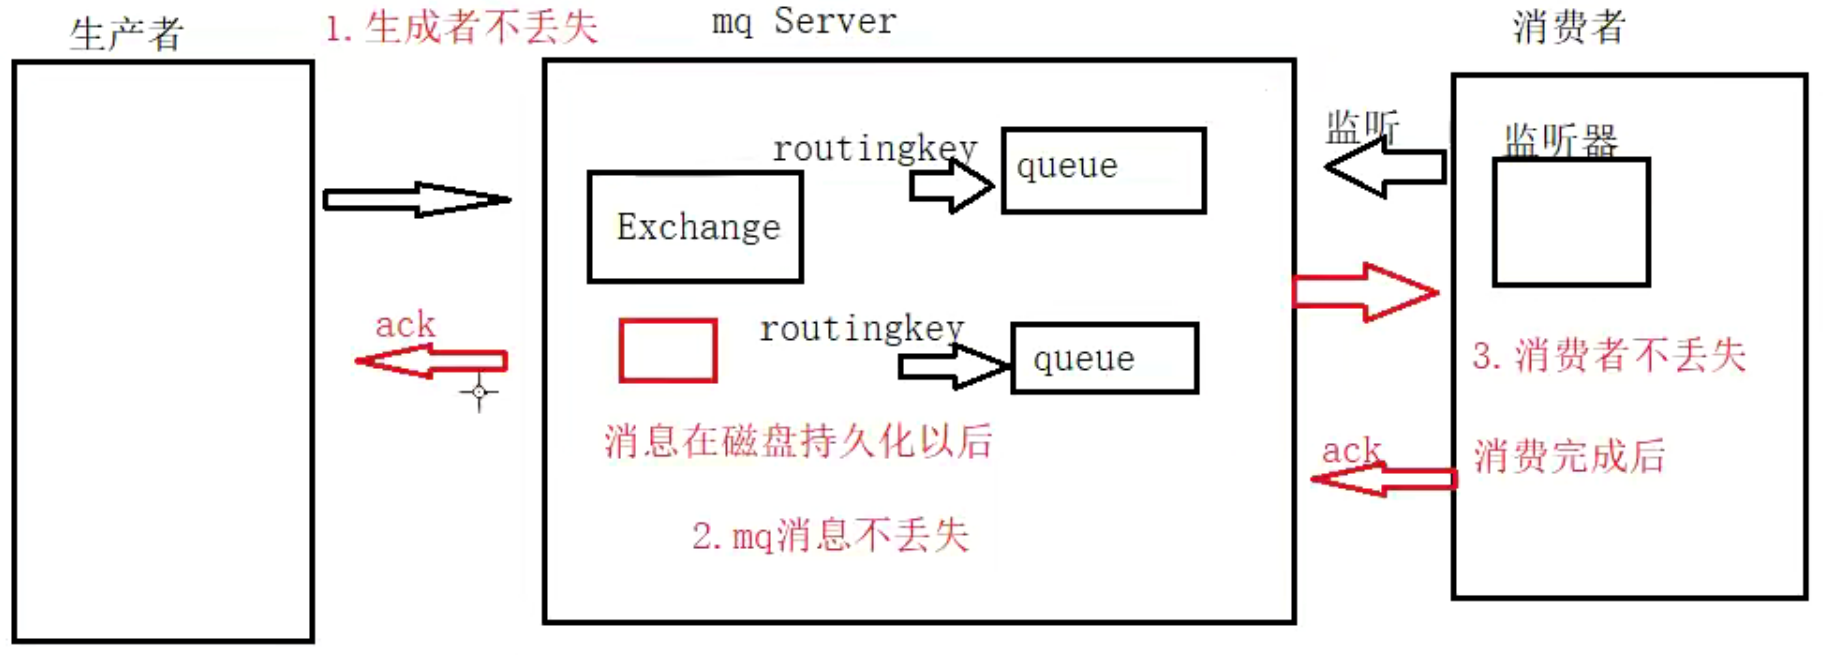 生产者
1.生成者不丢失
mq Server
消费者
监听
监听器
routingkey
queue
Exchange
ack
routingkey
queue
3.消费者不丢失
消息在磁盘持久化以后
ack
消费完成后
2.mq消息不丢失